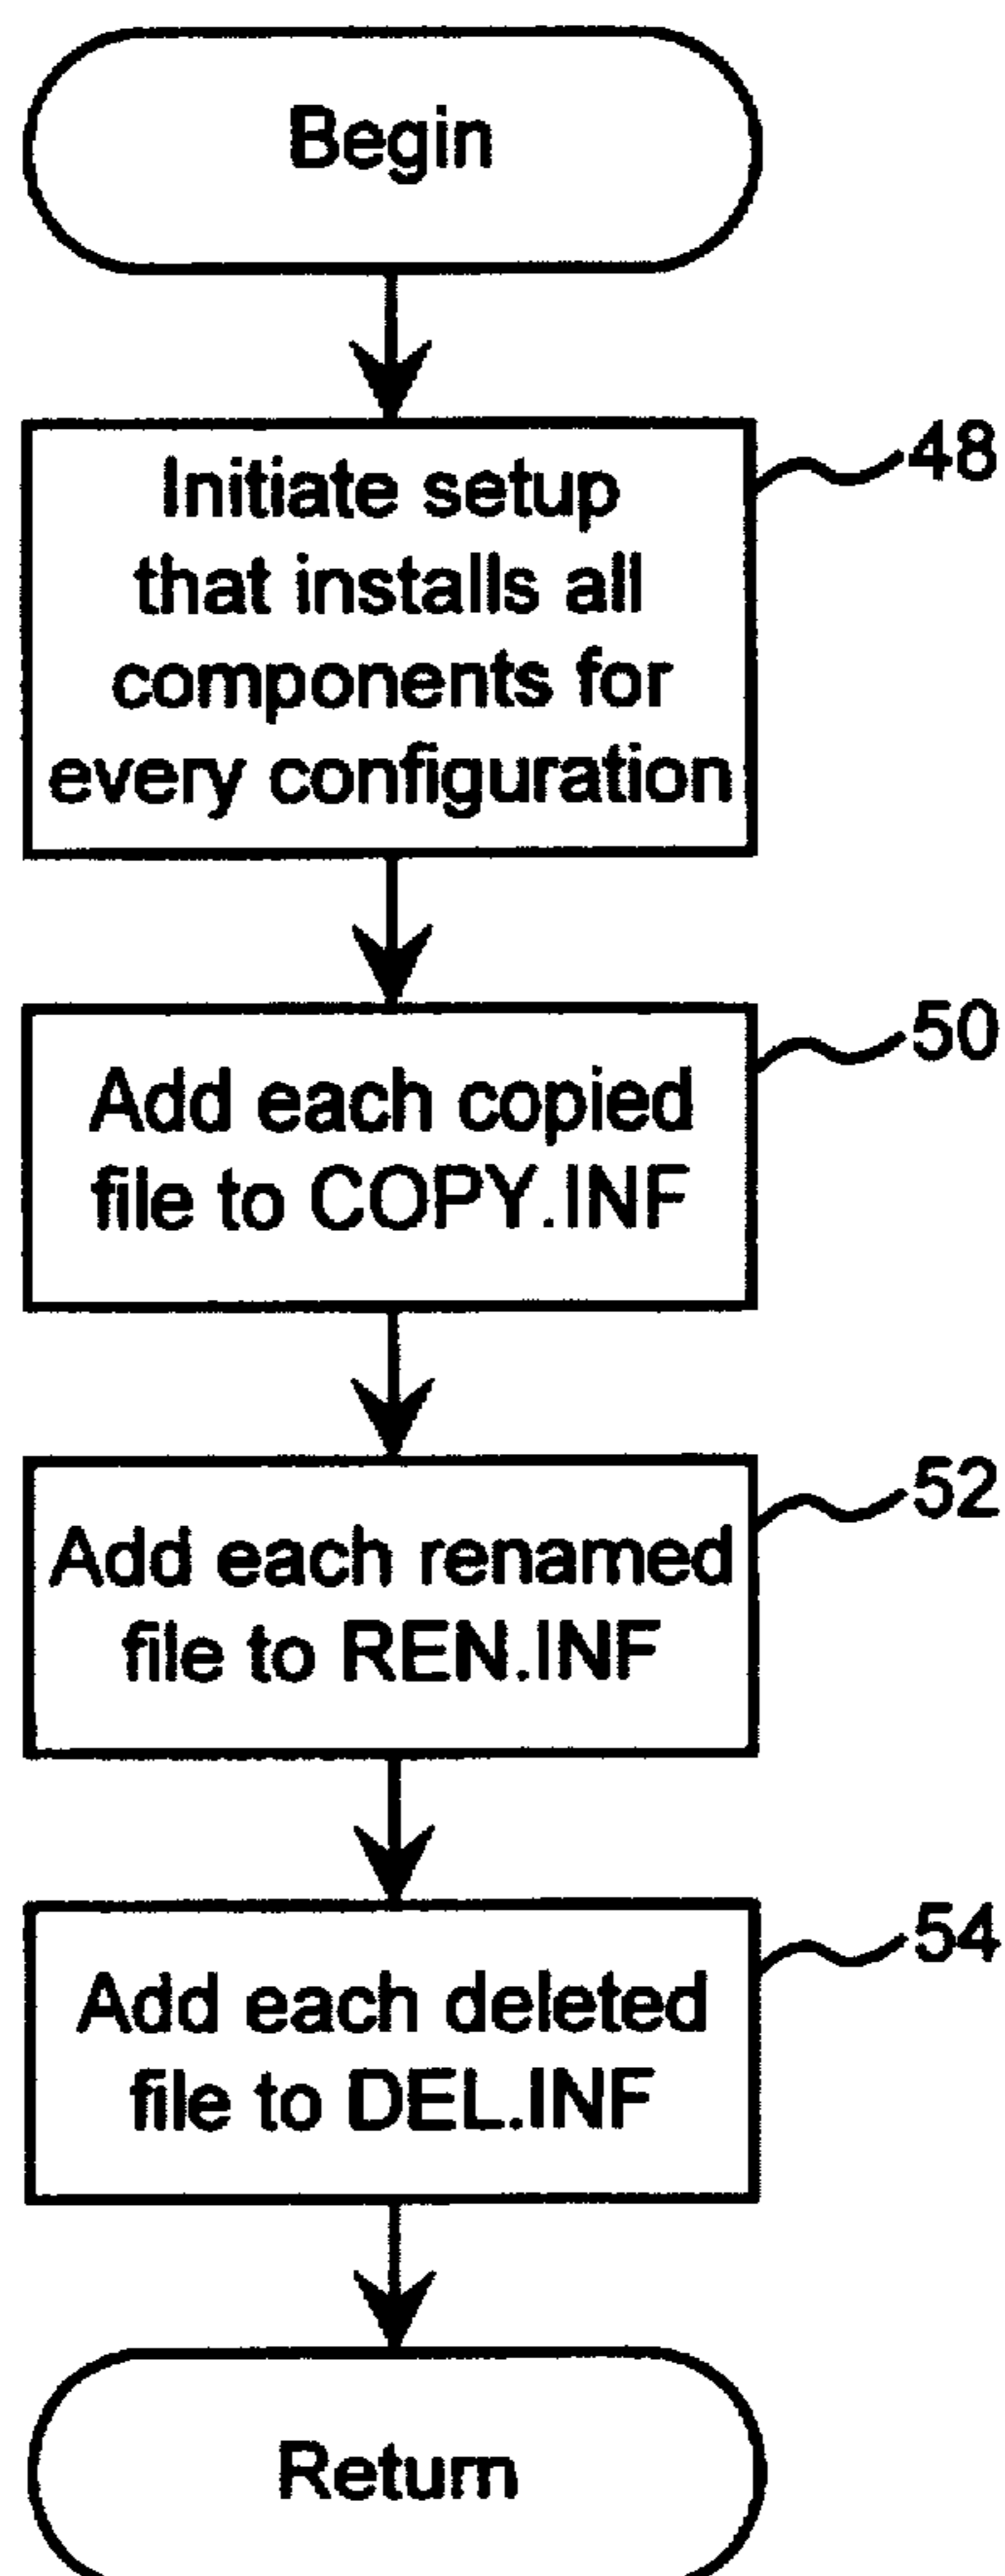 Begin
Initiate setup
that installs all
components for
every configuration
48
Add each copied
file to COPY.INF
50
Add each renamed
file to REN.INF
52
Add each deleted
file to DEL.INF
54
Return